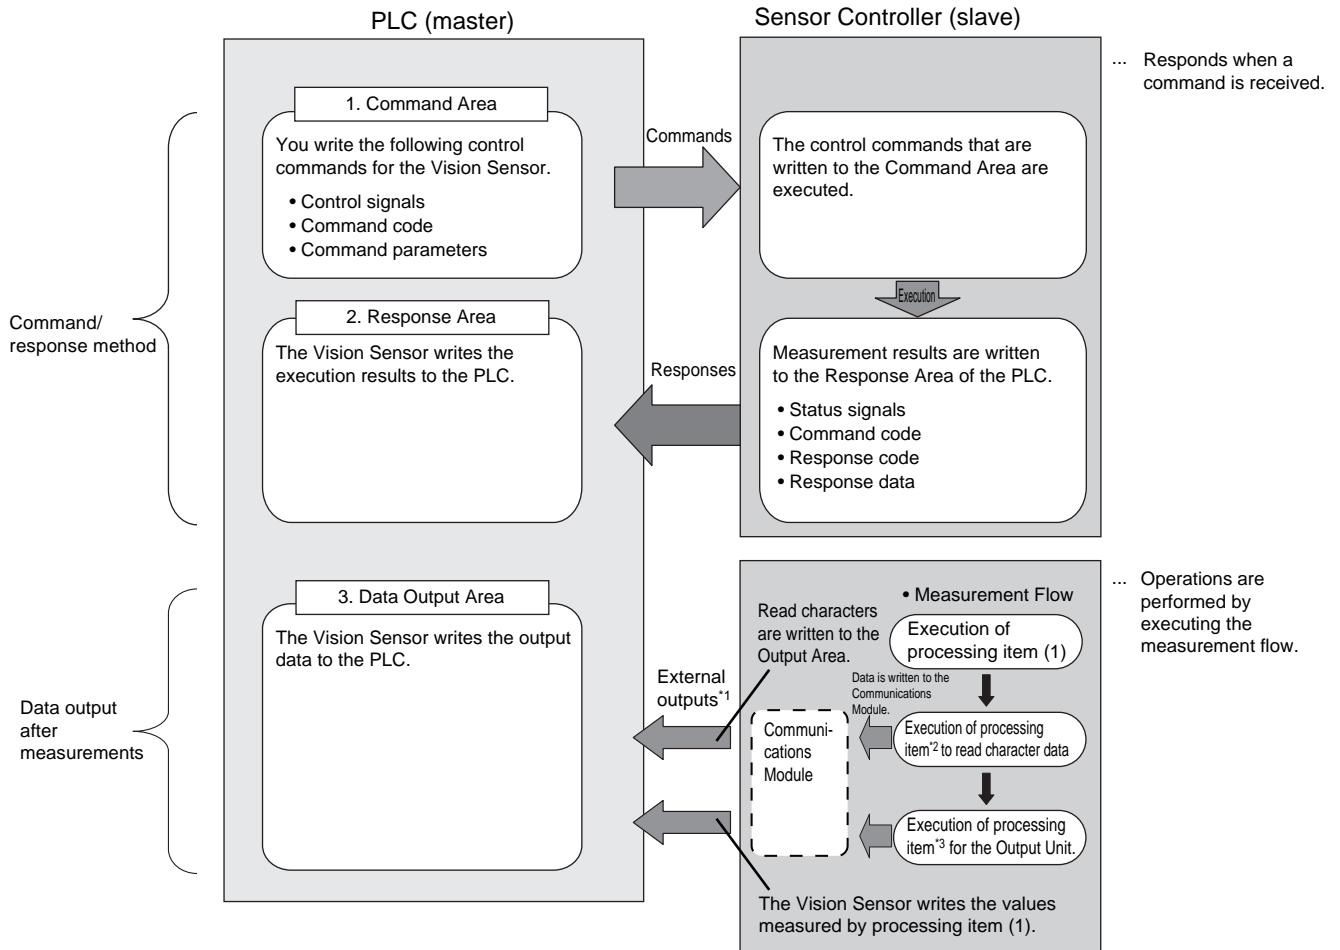 PLC (master)
Sensor Controller (slave)
... Responds when a
command is received.
1. Command Area
You write the following control
commands for the Vision Sensor.
• Control signals
• Command code
• Command parameters
Commands
The control commands that are
written to the Command Area are
executed.
Execution
Command/
response method
2. Response Area
The Vision Sensor writes the
execution results to the PLC.
Responses
Measurement results are written
to the Response Area of the PLC.
• Status signals
• Command code
• Response code
• Response data
Data output
after
measurements
3. Data Output Area
The Vision Sensor writes the output
data to the PLC.
External
outputs*1
Read characters
are written to the
Output Area.
• Measurement Flow
Execution of
processing item (1)
Data is written to the
Communications
Module.
Communi-
cations
Module
Execution of processing
item*2 to read character data
Execution of processing
item*3 for the Output Unit.
The Vision Sensor writes the values
measured by processing item (1).
... Operations are
performed by
executing the
measurement flow.